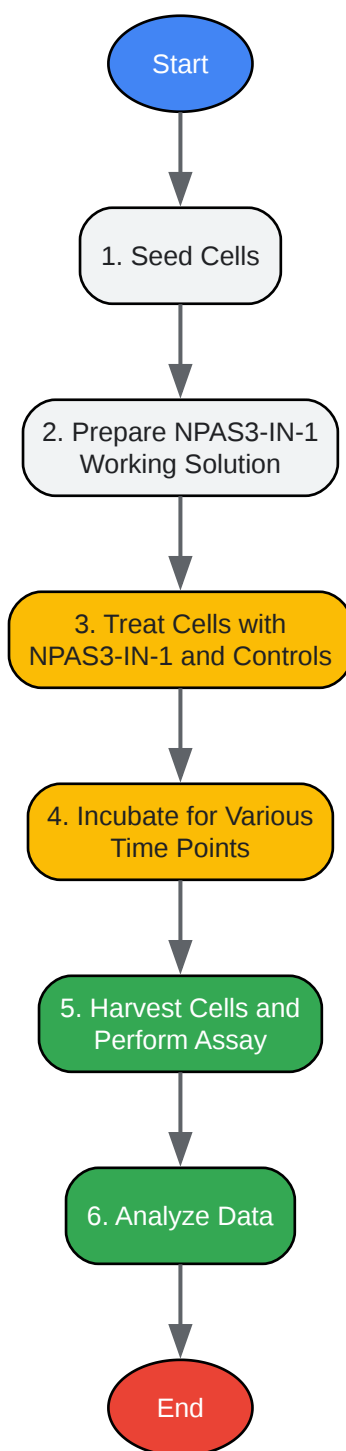 Start
1. Seed Cells
2. Prepare NPAS3-IN-1
Working Solution
3. Treat Cells with
NPAS3-IN-1 and Controls
4. Incubate for Various
Time Points
5. Harvest Cells and
Perform Assay
6. Analyze Data
End